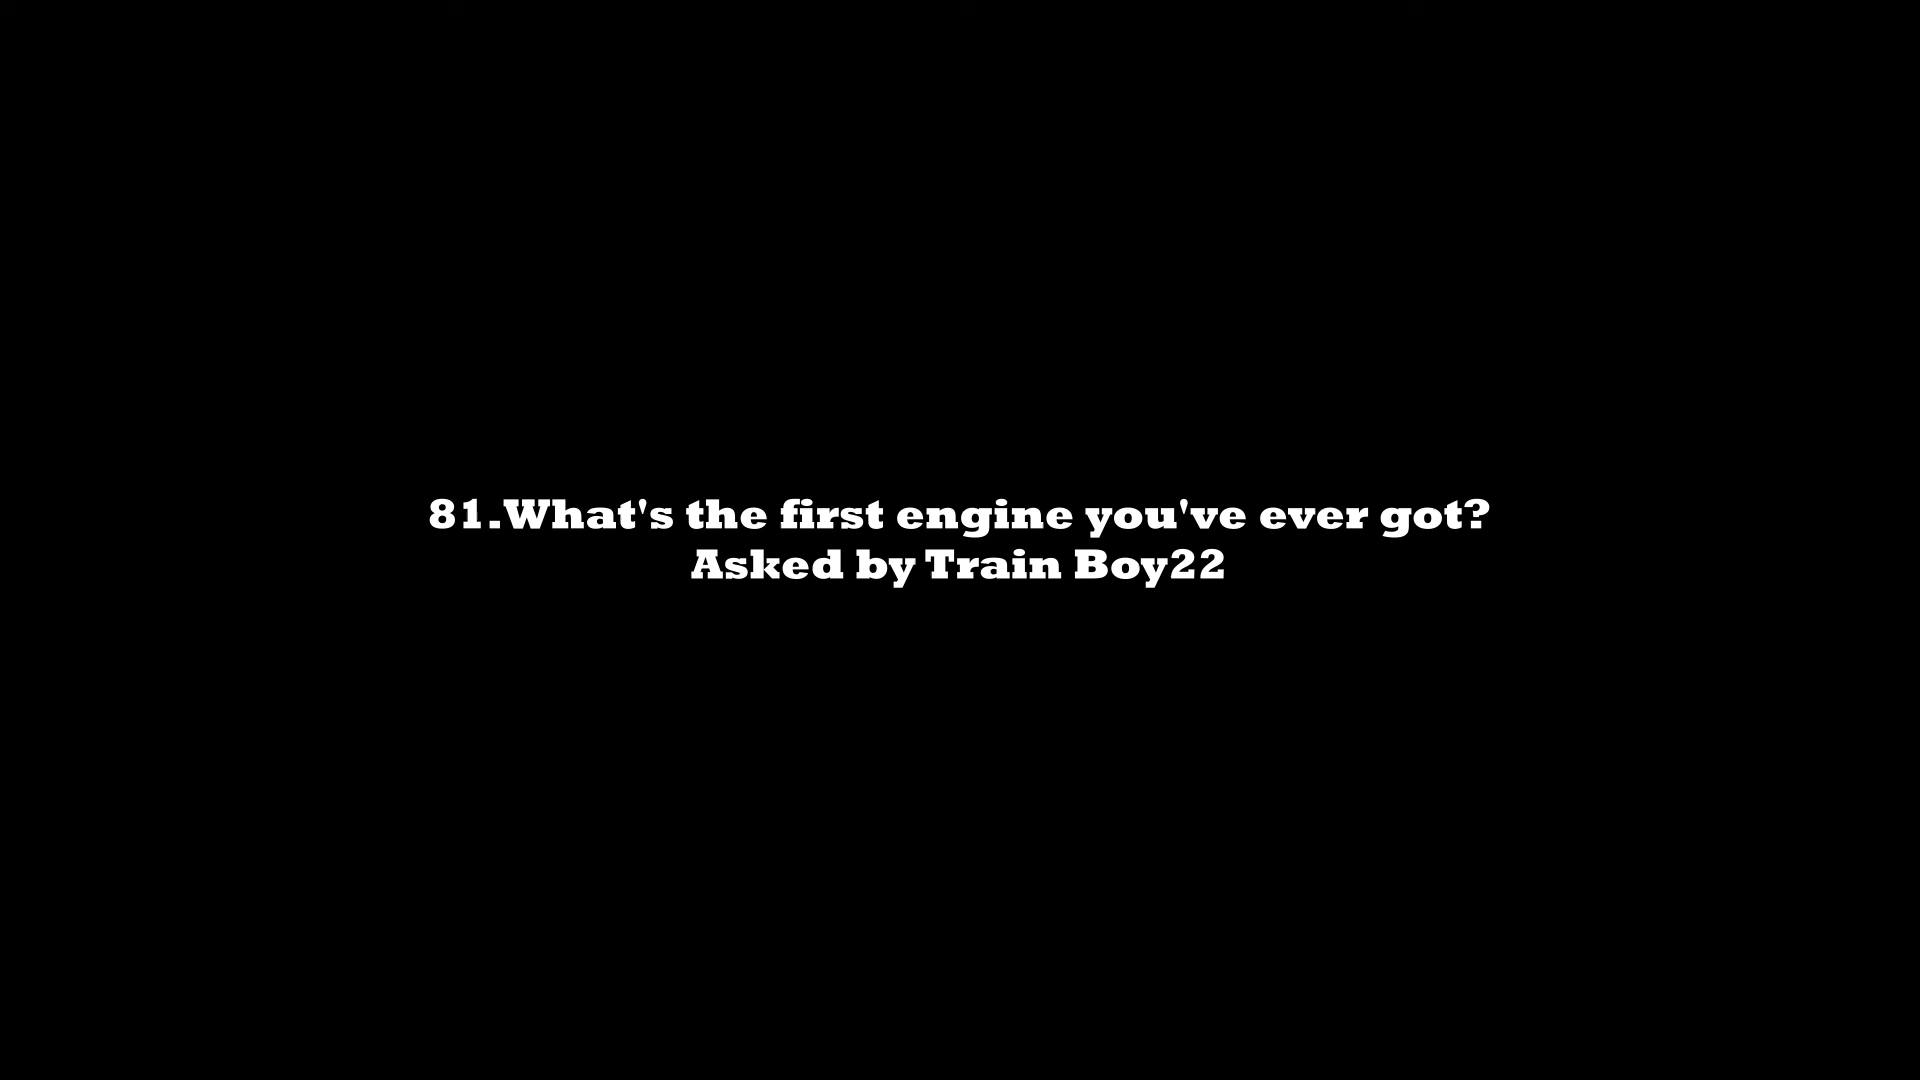 81.What's the first engine you've ever got?
Asked by Train Boy22